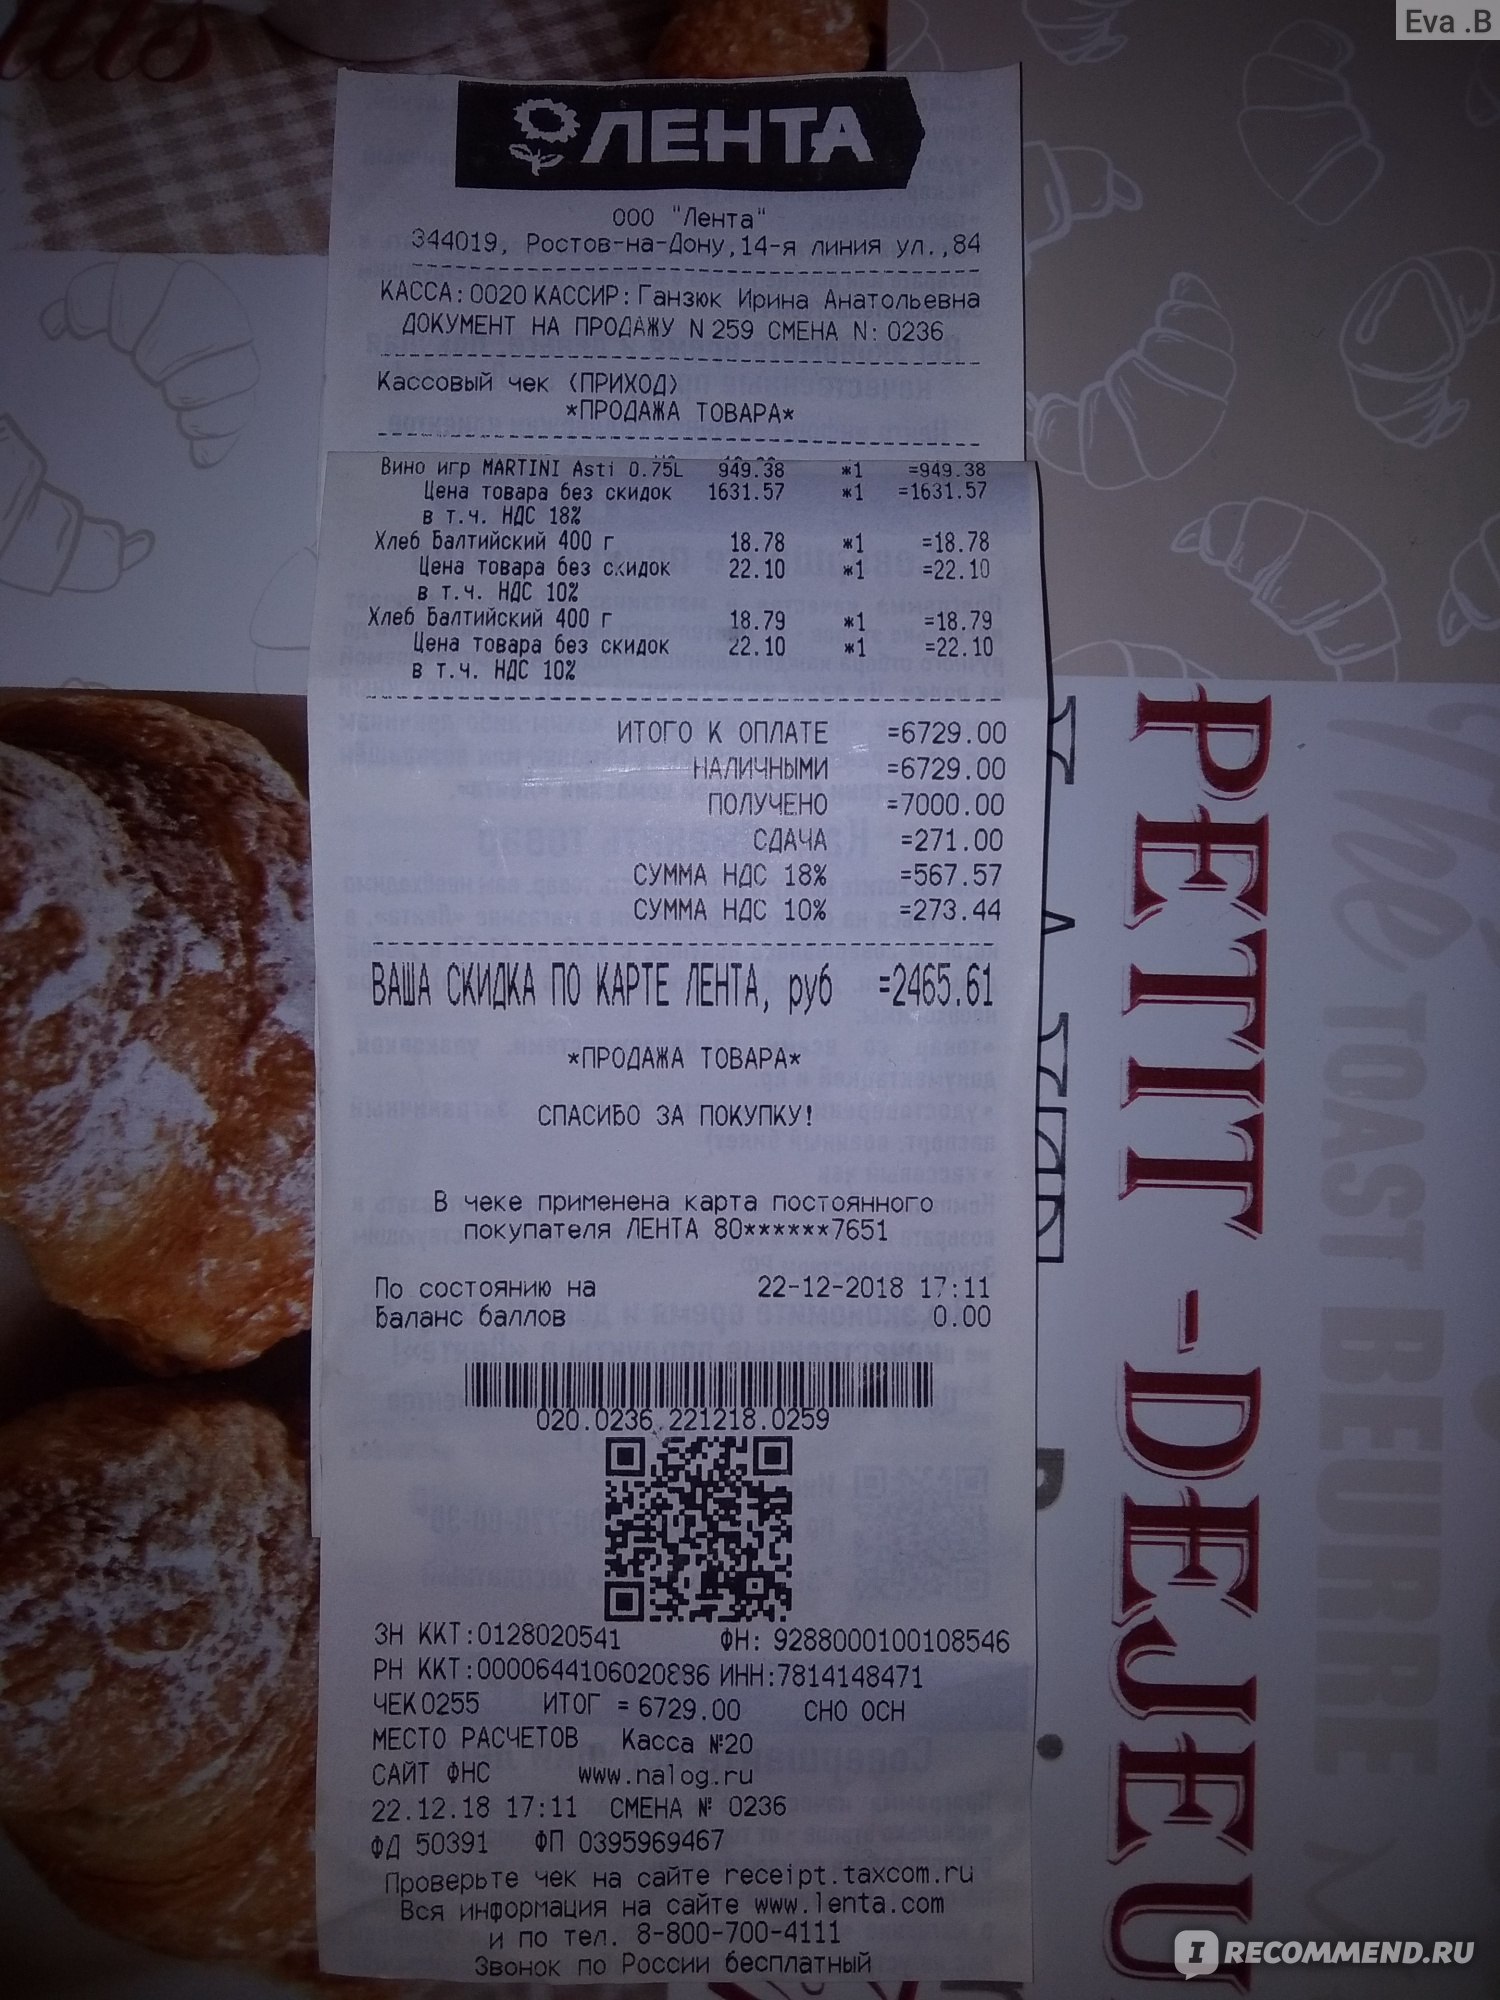 Eva .B
ЛЕНТА
ООО "Лента"
344019, Ростов-на-Дону,14-я линия ул.,84
КАССА:0020 КАССИР:Ганзюк Ирина Анатольевна
ДОКУМЕНТ НА ПРОДАЖУ N 259 СМЕНА N: 0236
Кассовый чек (ПРИХОД)
*ПРОДАЖА ТОВАРА*
Вино игр MARTINI Asti 0.75L 949.38 *1 =949.38
Цена товара без скидок 1631.57 *1 =1631.57
в т.ч. НДС 18%
Хлеб Балтийский 400 г 18.78 *1 =18.78
Цена товара без скидок 22.10 *1 =22.10
в т.ч. НДС 10%
Хлеб Балтийский 400 г 18.79 *1 =18.79
Цена товара без скидок 22.10 *1 =22.10
в т.ч. НДС 10%
ИТОГО К ОПЛАТЕ =6729.00
НАЛИЧНЫМИ =6729.00
ПОЛУЧЕНО =7000.00
СДАЧА =271.00
СУММА НДС 18% =567.57
СУММА НДС 10% =273.44
ВАША СКИДКА ПО КАРТЕ ЛЕНТА, руб =2465.61
*ПРОДАЖА ТОВАРА*
СПАСИБО ЗА ПОКУПКУ!
В чеке применена карта постоянного
покупателя ЛЕНТА 80******7651
По состоянию на 22-12-2018 17:11
Баланс баллов 0.00
020.0236.221218.0259
ЗН ККТ:0128020541 ФН: 9288000100108546
РН ККТ:0000644106020386 ИНН:7814148471
ЧЕК 0255 ИТОГ = 6729.00 СНО ОСН
МЕСТО РАСЧЕТОВ Касса №20
САЙТ ФНС www.nalog.ru
22.12.18 17:11 СМЕНА № 0236
ФД 50391 ФП 0395969467
Проверьте чек на сайте receipt.taxcom.ru
Вся информация на сайте www.lenta.com
и по тел. 8-800-700-4111
Звонок по России бесплатный
PETIT-DEJEU
The TOAST BEURRE
IRECOMMEND.RU